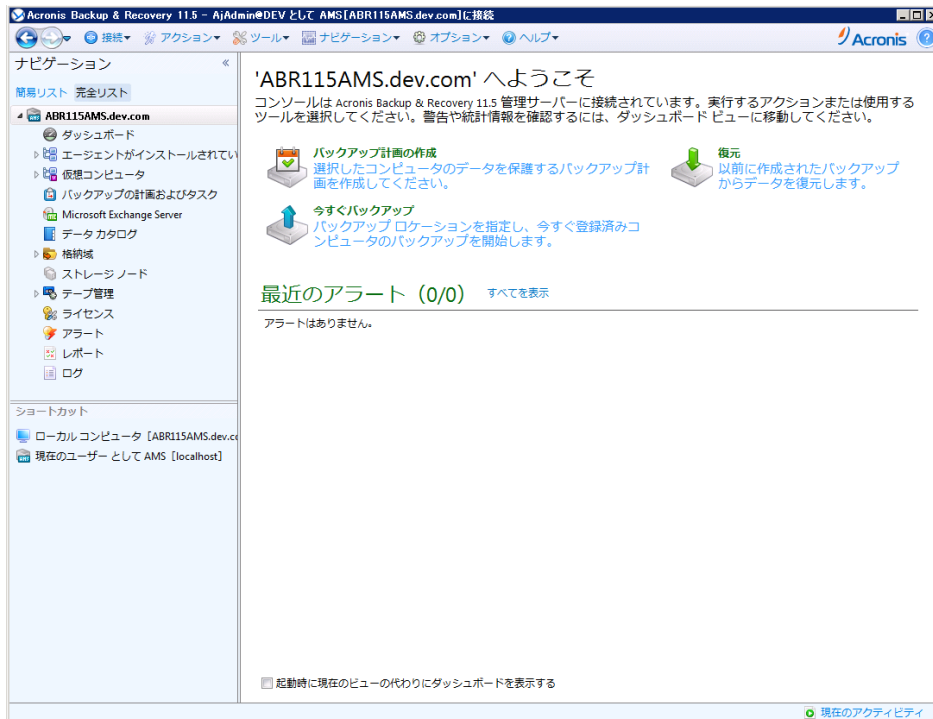 Acronis Backup & Recovery 11.5 - AjAdmin@DEV として AMS[ABR115AMS.dev.com]に接続
接続 アクション ツール ナビゲーション オプション ヘルプ Acronis
ナビゲーション
簡易リスト 完全リスト
ABR115AMS.dev.com
ダッシュボード
エージェントがインストールされてい
仮想コンピュータ
バックアップの計画およびタスク
Microsoft Exchange Server
データ カタログ
格納域
ストレージ ノード
テープ管理
ライセンス
アラート
レポート
ログ
ショートカット
ローカル コンピュータ [ABR115AMS.dev.co
現在のユーザー として AMS [localhost]
'ABR115AMS.dev.com' へようこそ
コンソールは Acronis Backup & Recovery 11.5 管理サーバーに接続されています。実行するアクションまたは使用する
ツールを選択してください。警告や統計情報を確認するには、ダッシュボード ビューに移動してください。
バックアップ計画の作成
選択したコンピュータのデータを保護するバックアップ計
画を作成してください。
復元
以前に作成されたバックアップ
からデータを復元します。
今すぐバックアップ
バックアップ ロケーションを指定し、今すぐ登録済みコ
ンピュータのバックアップを開始します。
最近のアラート (0/0) すべてを表示
アラートはありません。
起動時に現在のビューの代わりにダッシュボードを表示する
現在のアクティビティ